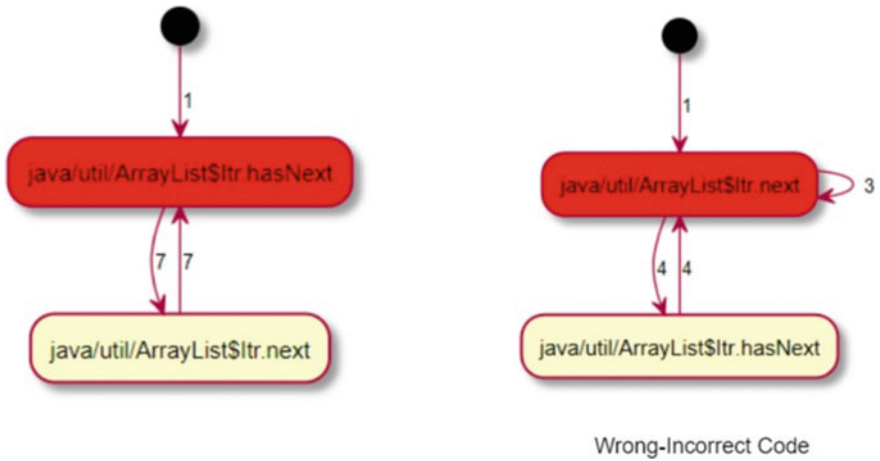 1
java/util/ArrayList$Itr.hasNext
7
7
java/util/ArrayList$Itr.next
1
java/util/ArrayList$Itr.next
3
4
4
java/util/ArrayList$Itr.hasNext
Wrong-Incorrect Code